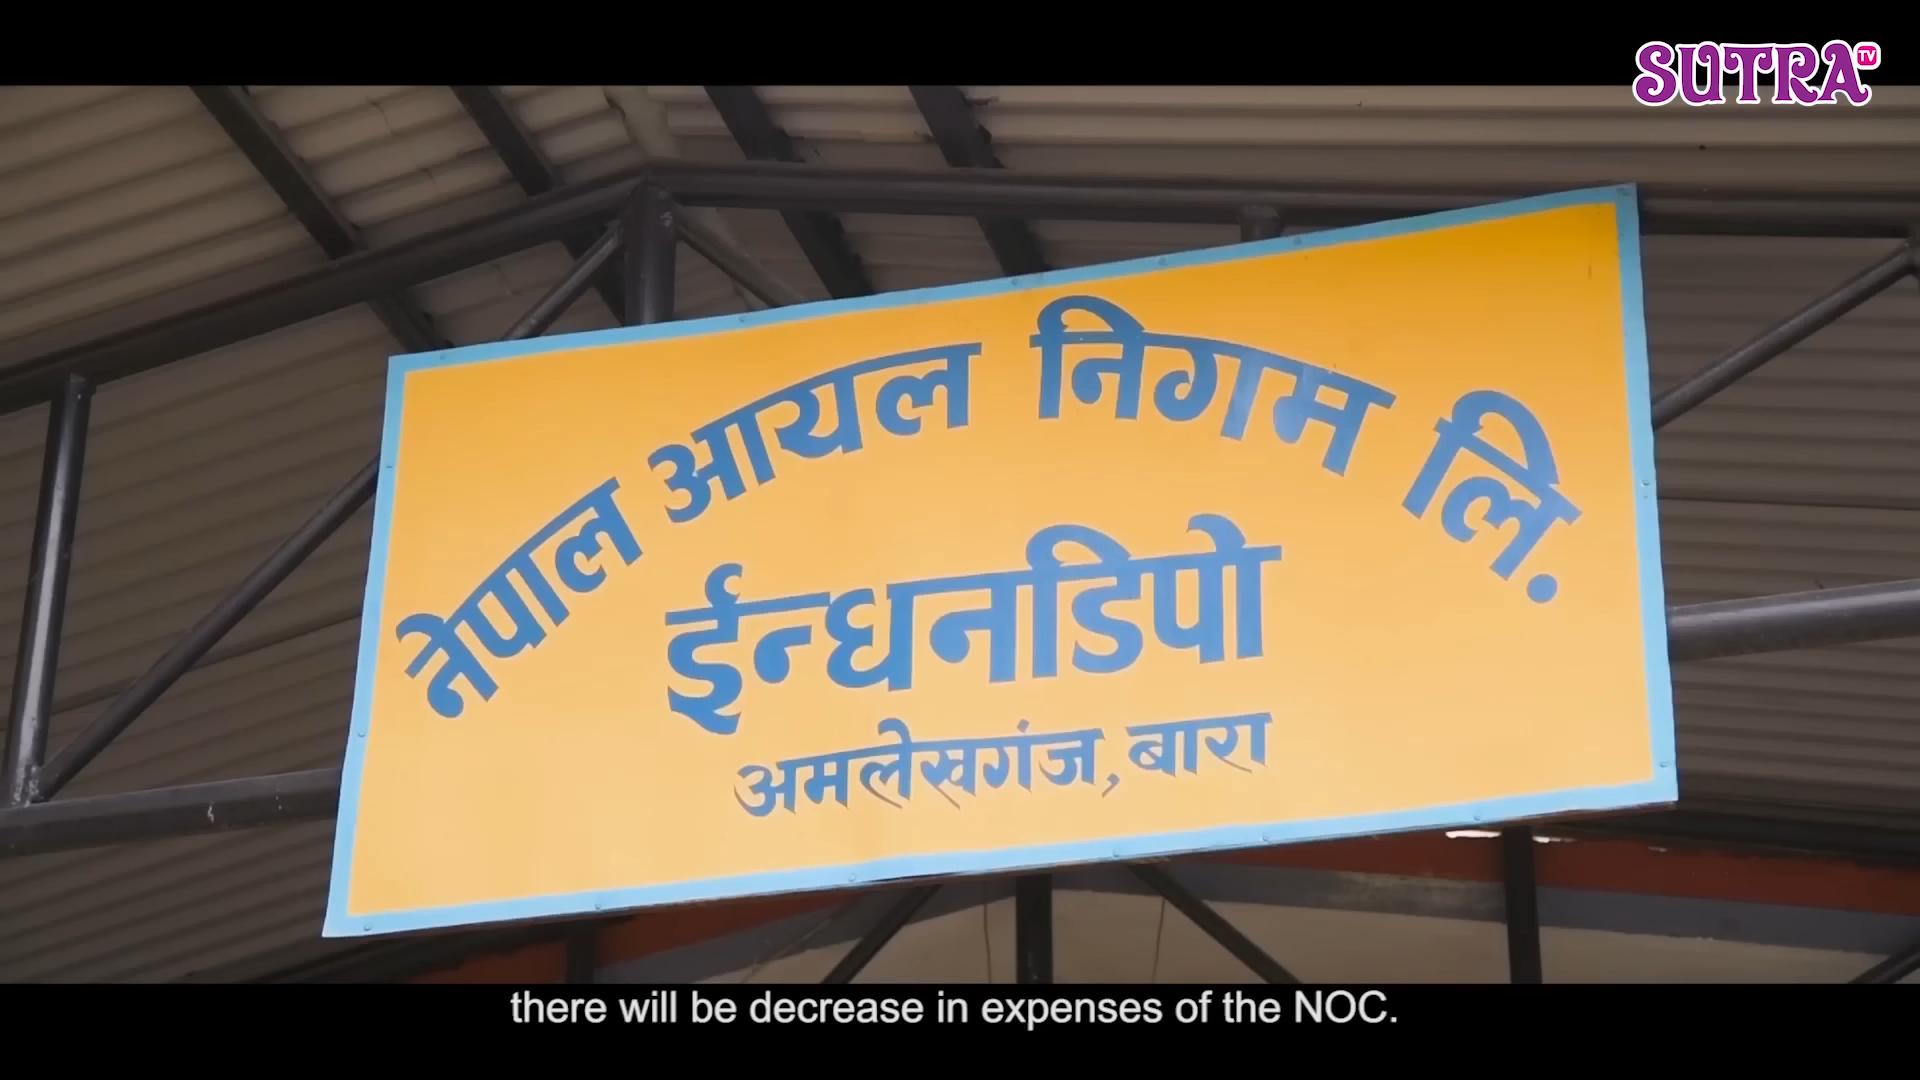 SUTRA TV
नेपाल आयल निगम लि.
ईन्धनडिपो
अमलेखगंज, बारा
there will be decrease in expenses of the NOC.